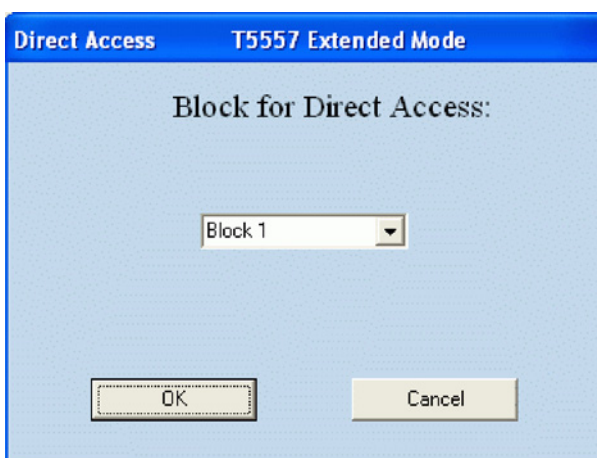 Direct Access T5557 Extended Mode
Block for Direct Access:
Block 1
OK Cancel